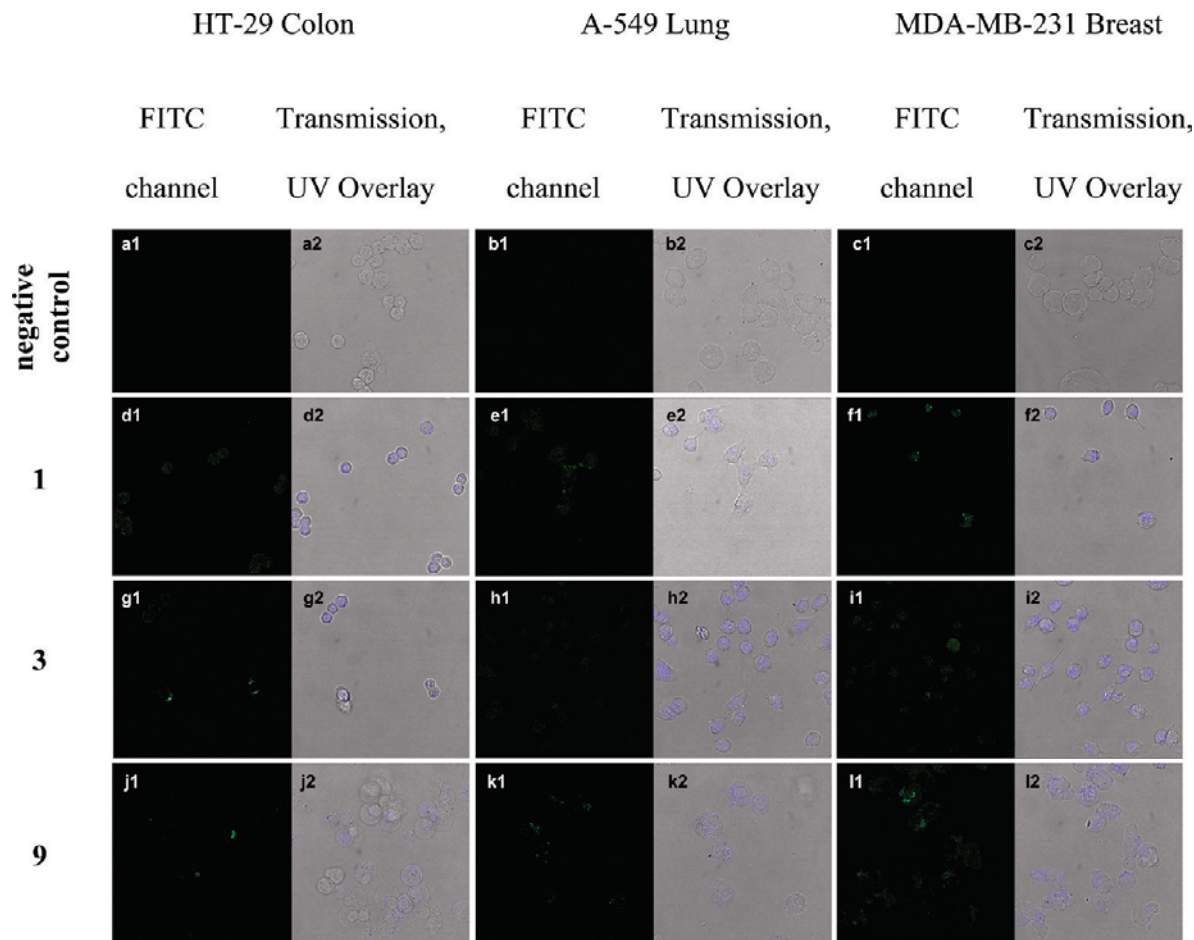 HT-29 Colon A-549 Lung MDA-MB-231 Breast
FITC Transmission, FITC Transmission, FITC Transmission,
channel UV Overlay channel UV Overlay channel UV Overlay
negative
control
a1 a2 b1 b2 c1 c2
1
d1 d2 e1 e2 f1 f2
3
g1 g2 h1 h2 i1 i2
9
j1 j2 k1 k2 l1 l2